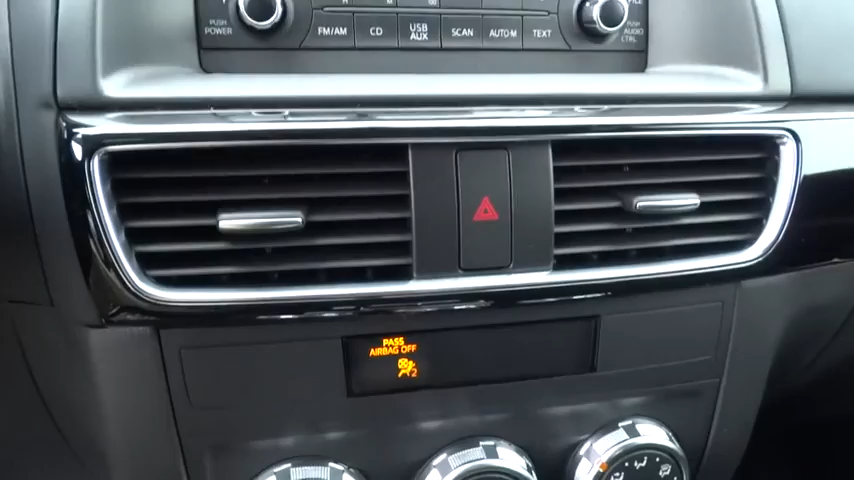 PUSH
POWER
FM/AM
CD
USB
AUX
SCAN
AUTO-M
TEXT
PUSH
AUDIO
CTRL
PASS
AIRBAG OFF
2